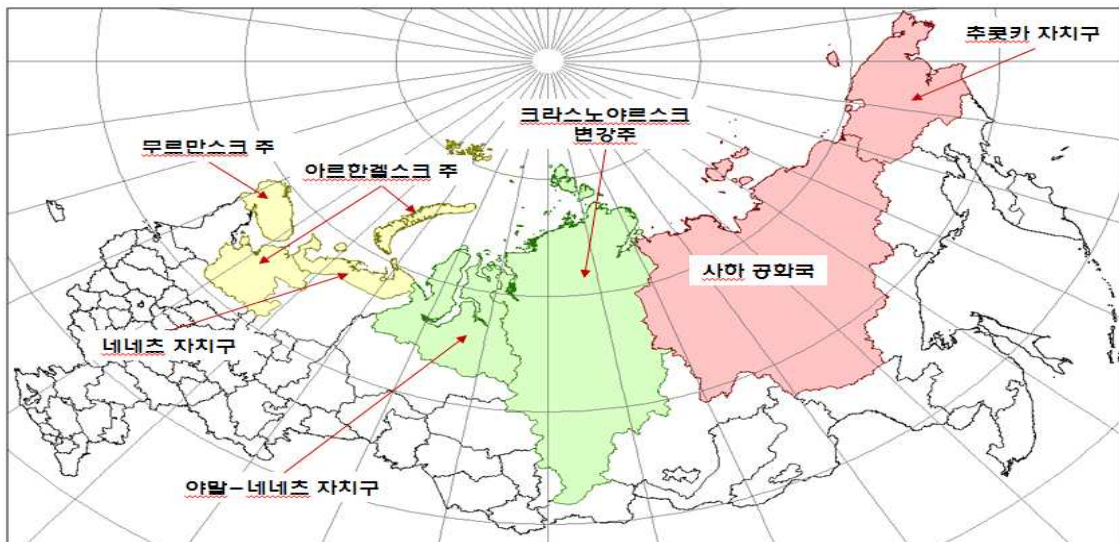 추콧카 자치구
크라스노야르스크
변강주
무르만스크 주
아르한겔스크 주
사하 공화국
네네츠 자치구
야말-네네츠 자치구